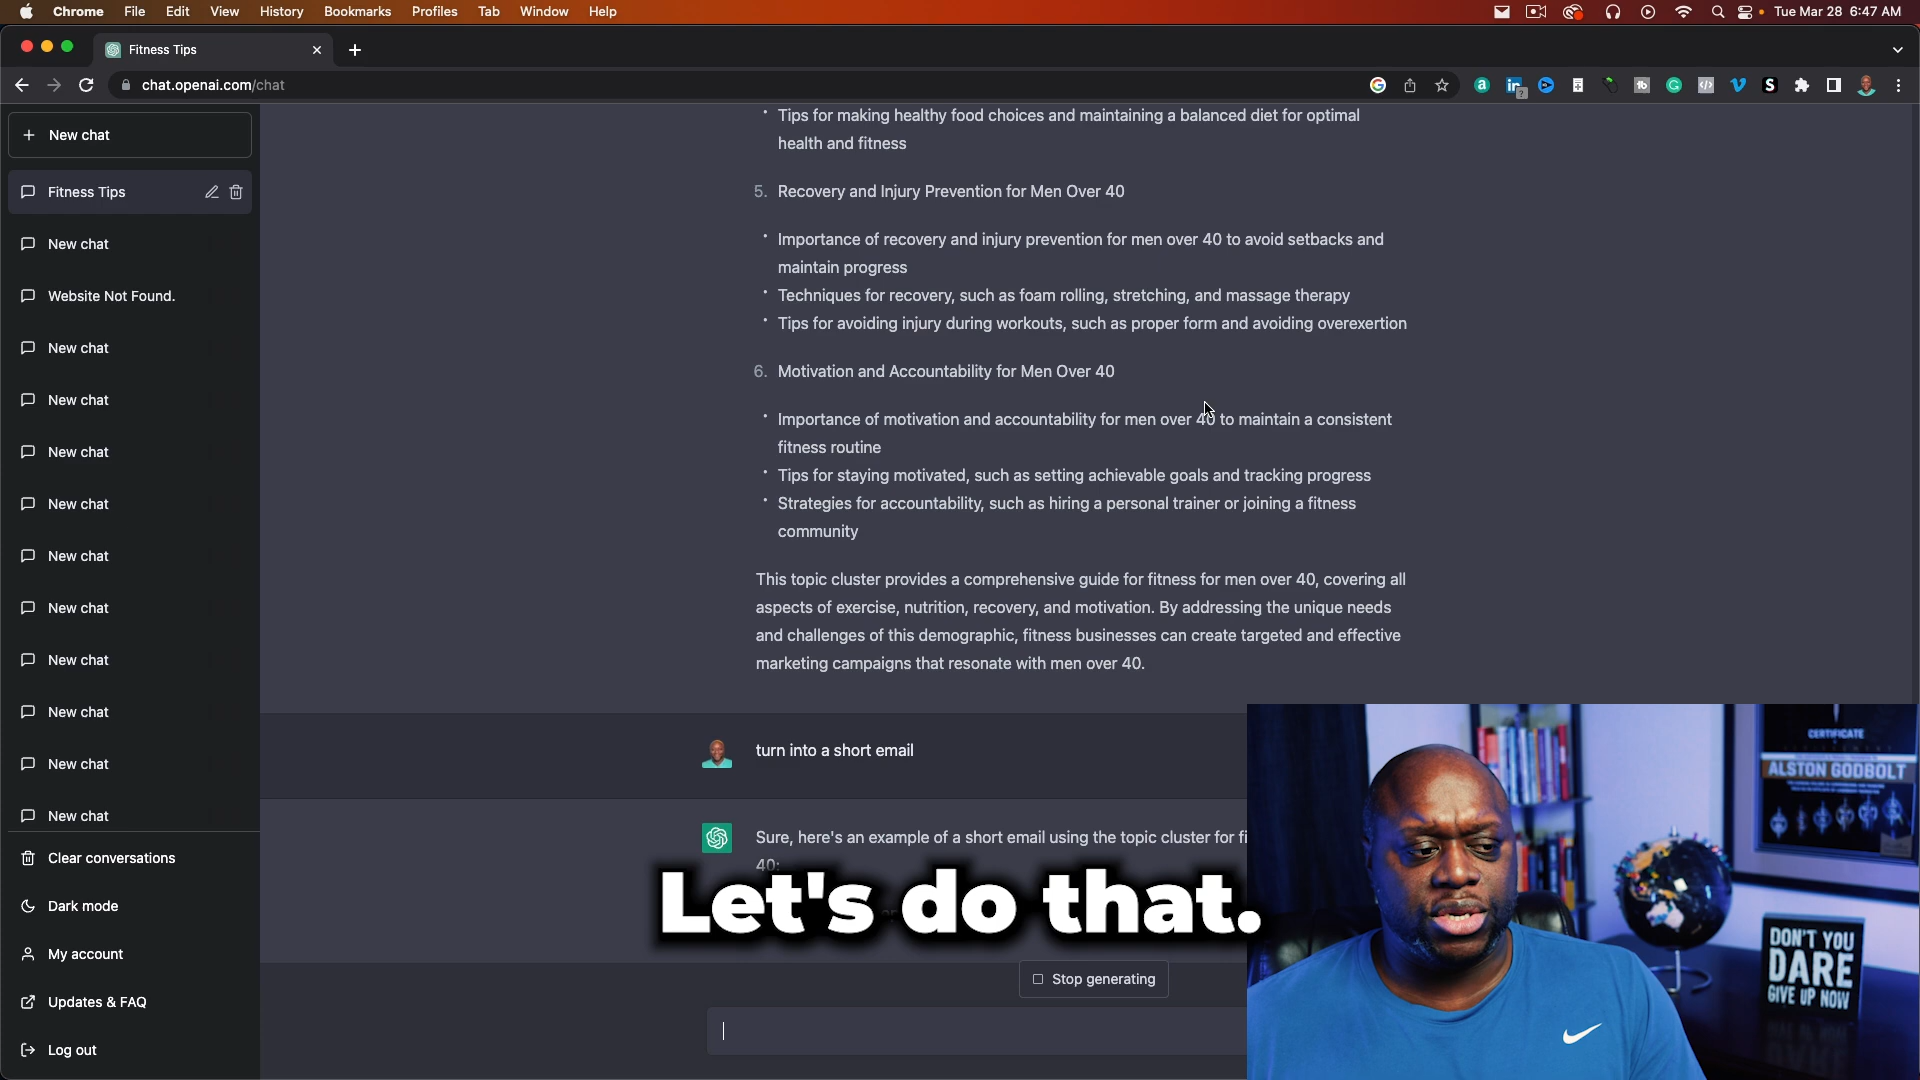 Chrome File Edit View History Bookmarks Profiles Tab Window Help
Tue Mar 28 6:47 AM
Fitness Tips
chat.openai.com/chat
New chat
Fitness Tips
New chat
Website Not Found.
New chat
New chat
New chat
New chat
New chat
New chat
New chat
New chat
New chat
New chat
Clear conversations
Dark mode
My account
Updates & FAQ
Log out
Tips for making healthy food choices and maintaining a balanced diet for optimal
health and fitness
5. Recovery and Injury Prevention for Men Over 40
Importance of recovery and injury prevention for men over 40 to avoid setbacks and
maintain progress
Techniques for recovery, such as foam rolling, stretching, and massage therapy
Tips for avoiding injury during workouts, such as proper form and avoiding overexertion
6. Motivation and Accountability for Men Over 40
Importance of motivation and accountability for men over 40 to maintain a consistent
fitness routine
Tips for staying motivated, such as setting achievable goals and tracking progress
Strategies for accountability, such as hiring a personal trainer or joining a fitness
community
This topic cluster provides a comprehensive guide for fitness for men over 40, covering all
aspects of exercise, nutrition, recovery, and motivation. By addressing the unique needs
and challenges of this demographic, fitness businesses can create targeted and effective
marketing campaigns that resonate with men over 40.
turn into a short email
Sure, here's an example of a short email using the topic cluster for fi
40:
Let's do that.
Stop generating
CERTIFICATE
ALSTON GODBOLT
DON'T YOU
DARE
GIVE UP NOW